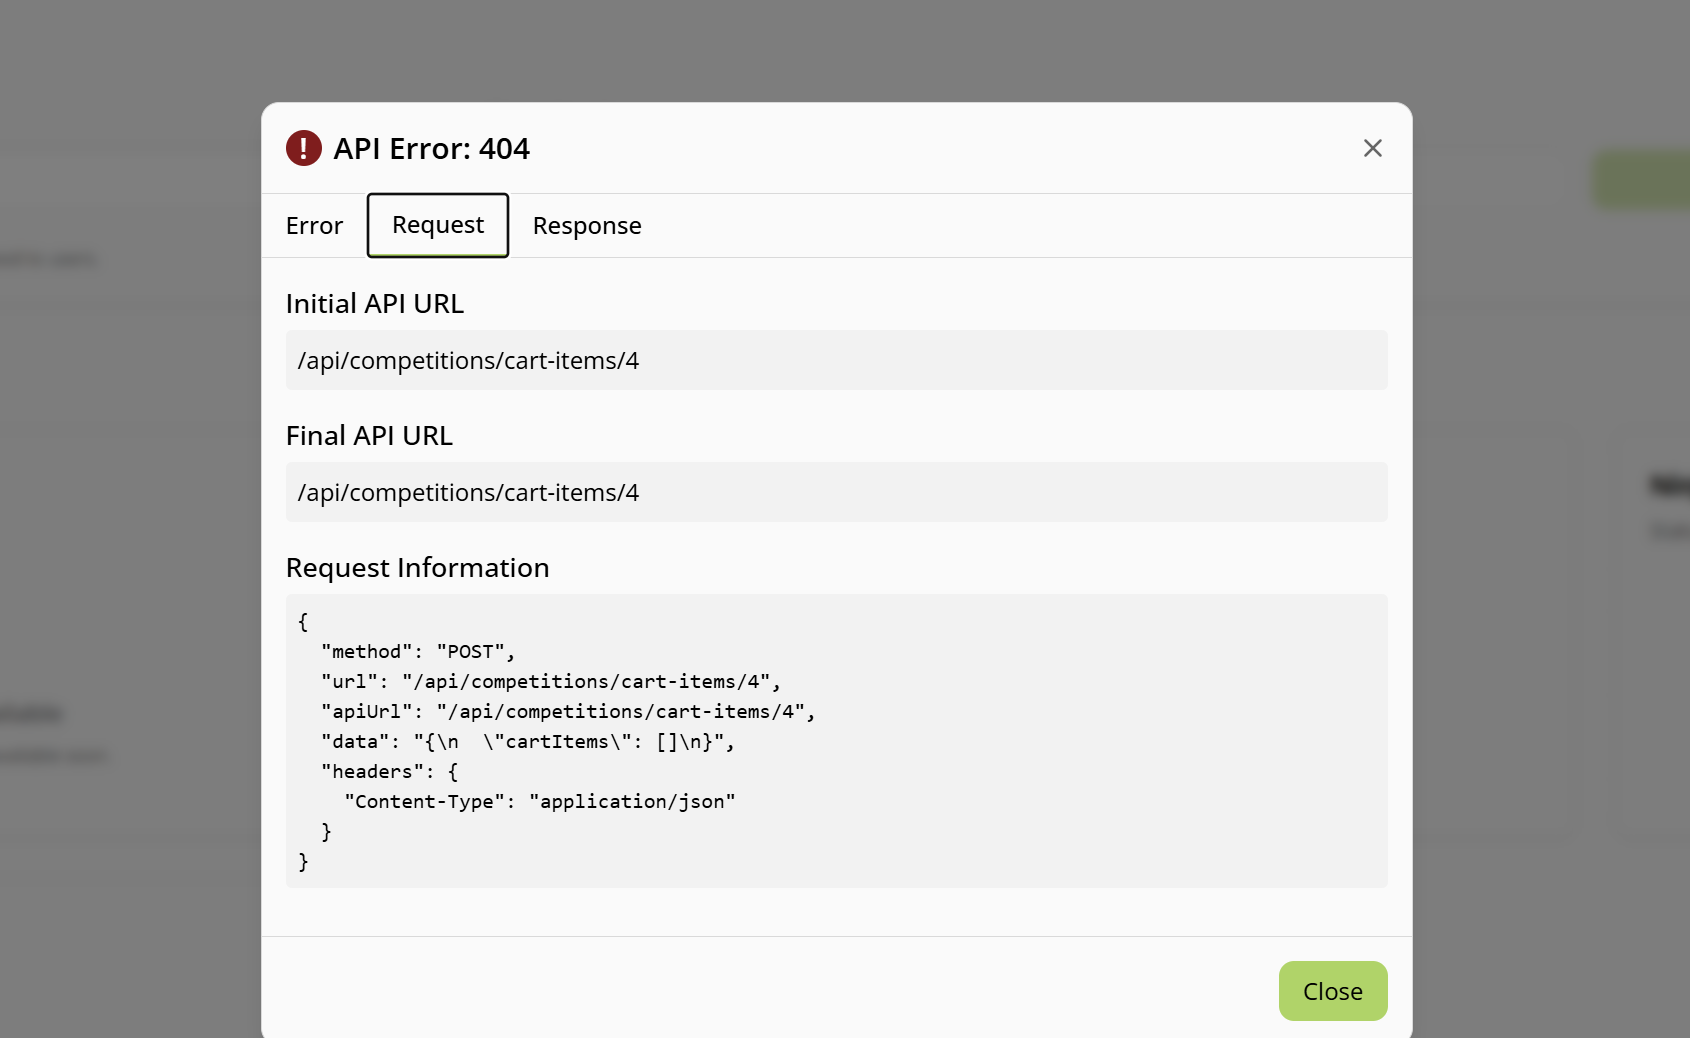 API Error: 404
Error Request Response
Initial API URL
/api/competitions/cart-items/4
Final API URL
/api/competitions/cart-items/4
Request Information
{
  "method": "POST",
  "url": "/api/competitions/cart-items/4",
  "apiUrl": "/api/competitions/cart-items/4",
  "data": "{\n  \"cartItems\": []\n}",
  "headers": {
    "Content-Type": "application/json"
  }
}
Close